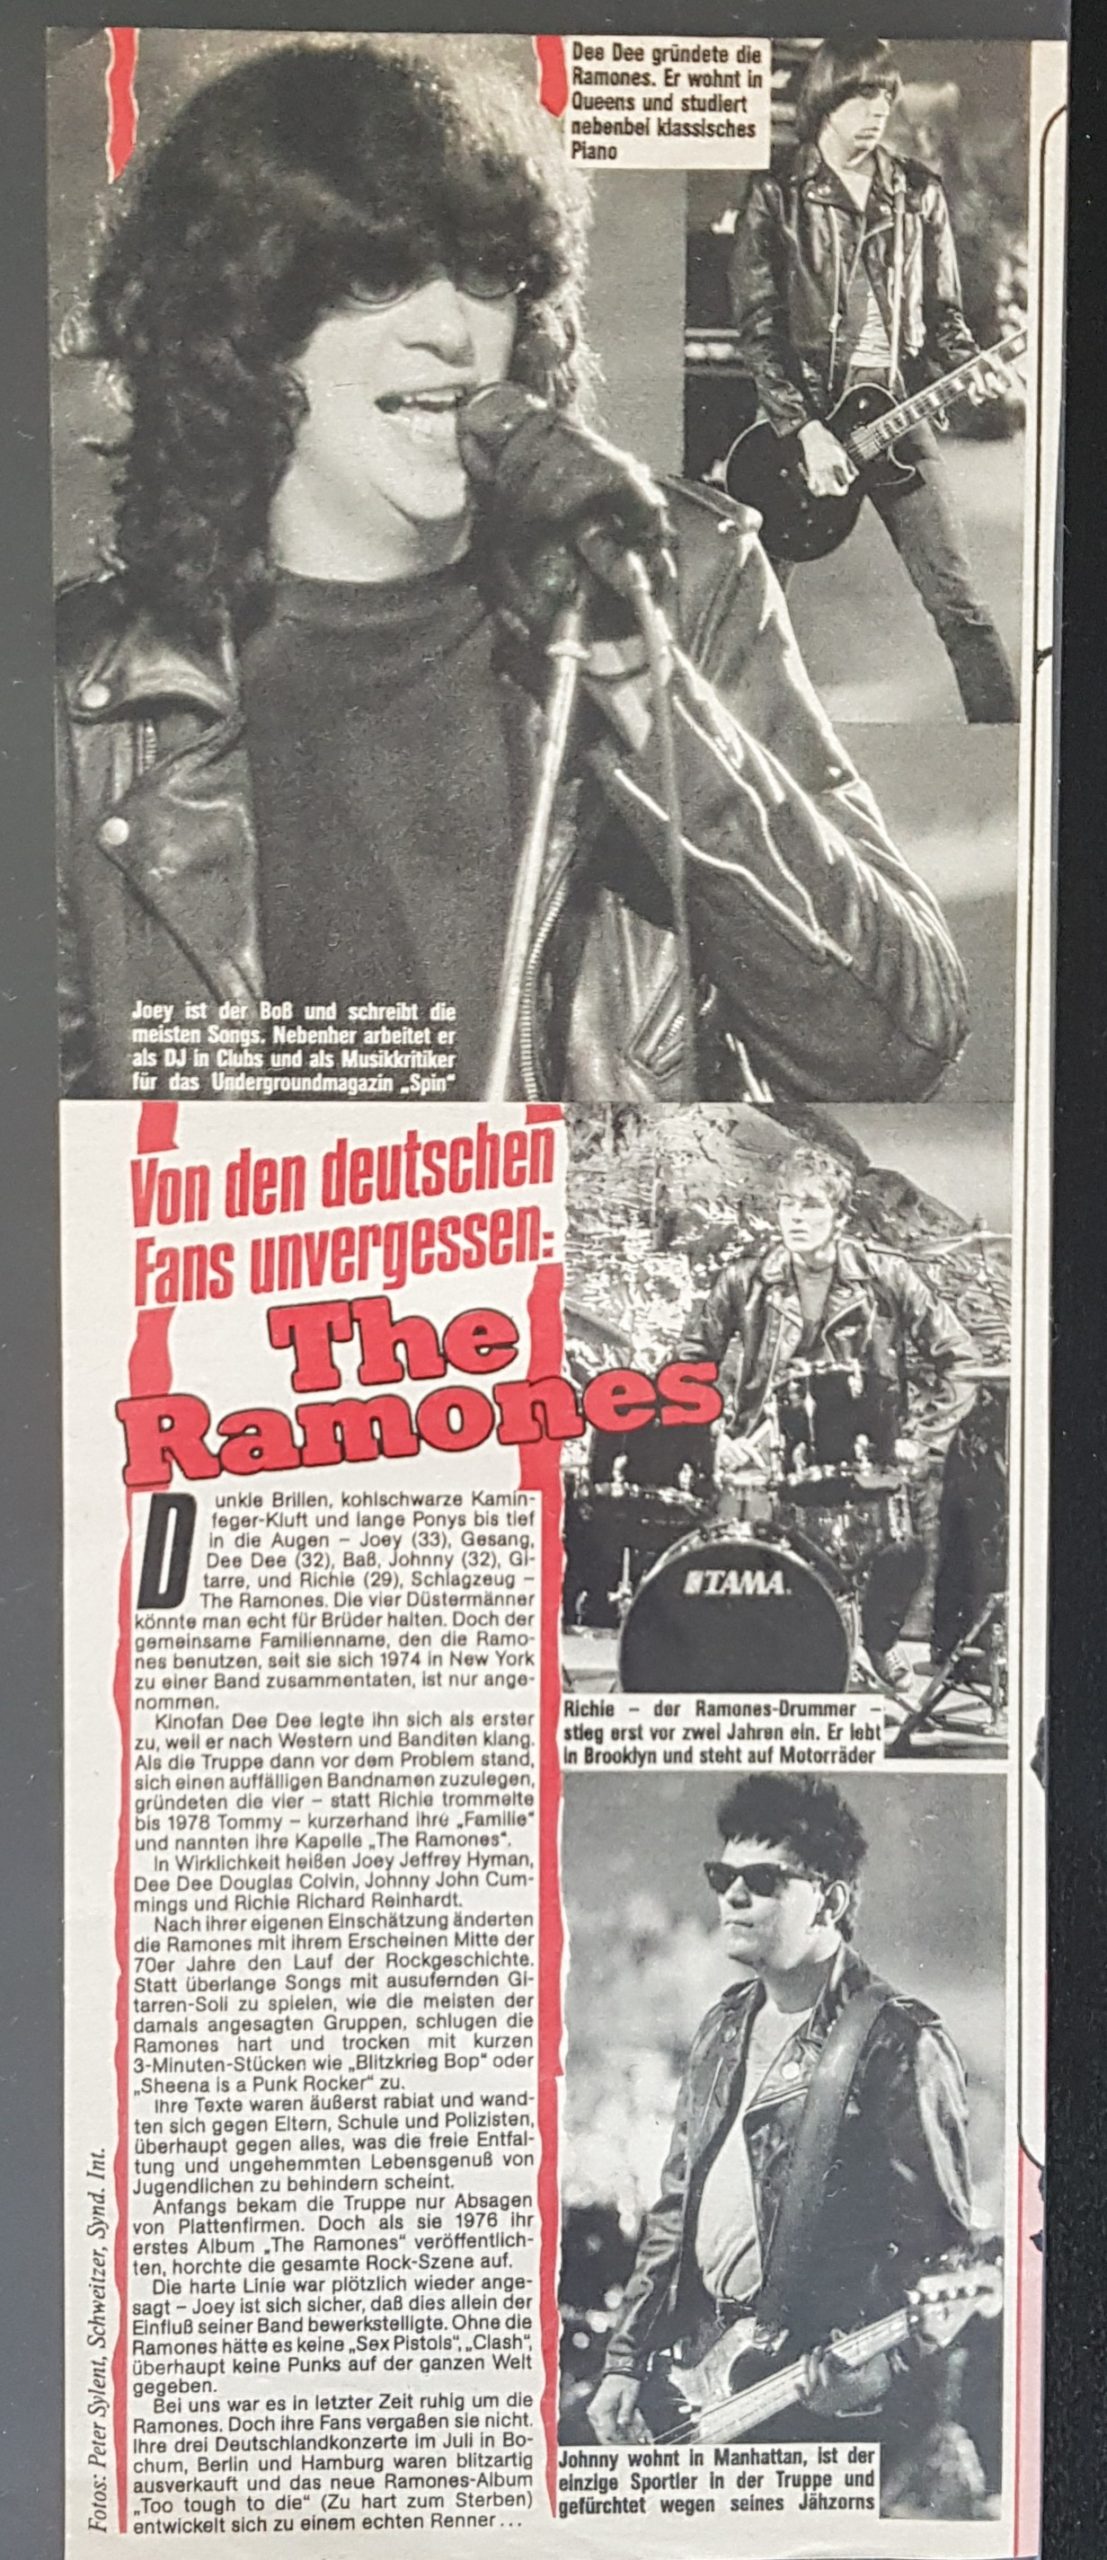 Dee Dee gründete die
Ramones. Er wohnt in
Queens und studiert
nebenbei klassisches
Piano
Joey ist der Boß und schreibt die
meisten Songs. Nebenher arbeitet er
als DJ in Clubs und als Musikkritiker
für das Undergroundmagazin „Spin“
Von den deutschen
Fans unvergessen:
The
Ramones
Dunkle Brillen, kohlschwarze Kamin-
feger-Kluft und lange Ponys bis tief
in die Augen – Joey (33), Gesang,
Dee Dee (32), Baß, Johnny (32), Gi-
tarre, und Richie (29), Schlagzeug –
The Ramones. Die vier Düstermänner
könnte man echt für Brüder halten. Doch der
gemeinsame Familienname, den die Ramo-
nes benutzen, seit sie sich 1974 in New York
zu einer Band zusammentaten, ist nur ange-
nommen.
Kinofan Dee Dee legte ihn sich als erster
zu, weil er nach Western und Banditen klang.
Als die Truppe dann vor dem Problem stand,
sich einen auffälligen Bandnamen zuzulegen,
gründeten die vier – statt Richie trommelte
bis 1978 Tommy – kurzerhand ihre „Familie“
und nannten ihre Kapelle „The Ramones“.
In Wirklichkeit heißen Joey Jeffrey Hyman,
Dee Dee Douglas Colvin, Johnny John Cum-
mings und Richie Richard Reinhardt.
Nach ihrer eigenen Einschätzung änderten
die Ramones mit ihrem Erscheinen Mitte der
70er Jahre den Lauf der Rockgeschichte.
Statt überlange Songs mit ausufernden Gi-
tarren-Soli zu spielen, wie die meisten der
damals angesagten Gruppen, schlugen die
Ramones hart und trocken mit kurzen
3-Minuten-Stücken wie „Blitzkrieg Bop“ oder
„Sheena is a Punk Rocker“ zu.
Ihre Texte waren äußerst rabiat und wand-
ten sich gegen Eltern, Schule und Polizisten,
überhaupt gegen alles, was die freie Entfal-
tung und ungehemmten Lebensgenuß von
Jugendlichen zu behindern scheint.
Anfangs bekam die Truppe nur Absagen
von Plattenfirmen. Doch als sie 1976 ihr
erstes Album „The Ramones“ veröffentlich-
ten, horchte die gesamte Rock-Szene auf.
Die harte Linie war plötzlich wieder ange-
sagt – Joey ist sich sicher, daß dies allein der
Einfluß seiner Band bewerkstelligte. Ohne die
Ramones hätte es keine „Sex Pistols“, „Clash“,
überhaupt keine Punks auf der ganzen Welt
gegeben.
Bei uns war es in letzter Zeit ruhig um die
Ramones. Doch ihre Fans vergaßen sie nicht.
Ihre drei Deutschlandkonzerte im Juli in Bo-
chum, Berlin und Hamburg waren blitzartig
ausverkauft und das neue Ramones-Album
„Too tough to die“ (Zu hart zum Sterben)
entwickelt sich zu einem echten Renner...
Fotos: Peter Sylent, Schweitzer, Synd. Int.
TAMA
Richie – der Ramones-Drummer –
stieg erst vor zwei Jahren ein. Er lebt
in Brooklyn und steht auf Motorräder
Johnny wohnt in Manhattan, ist der
einzige Sportler in der Truppe und
gefürchtet wegen seines Jähzorns